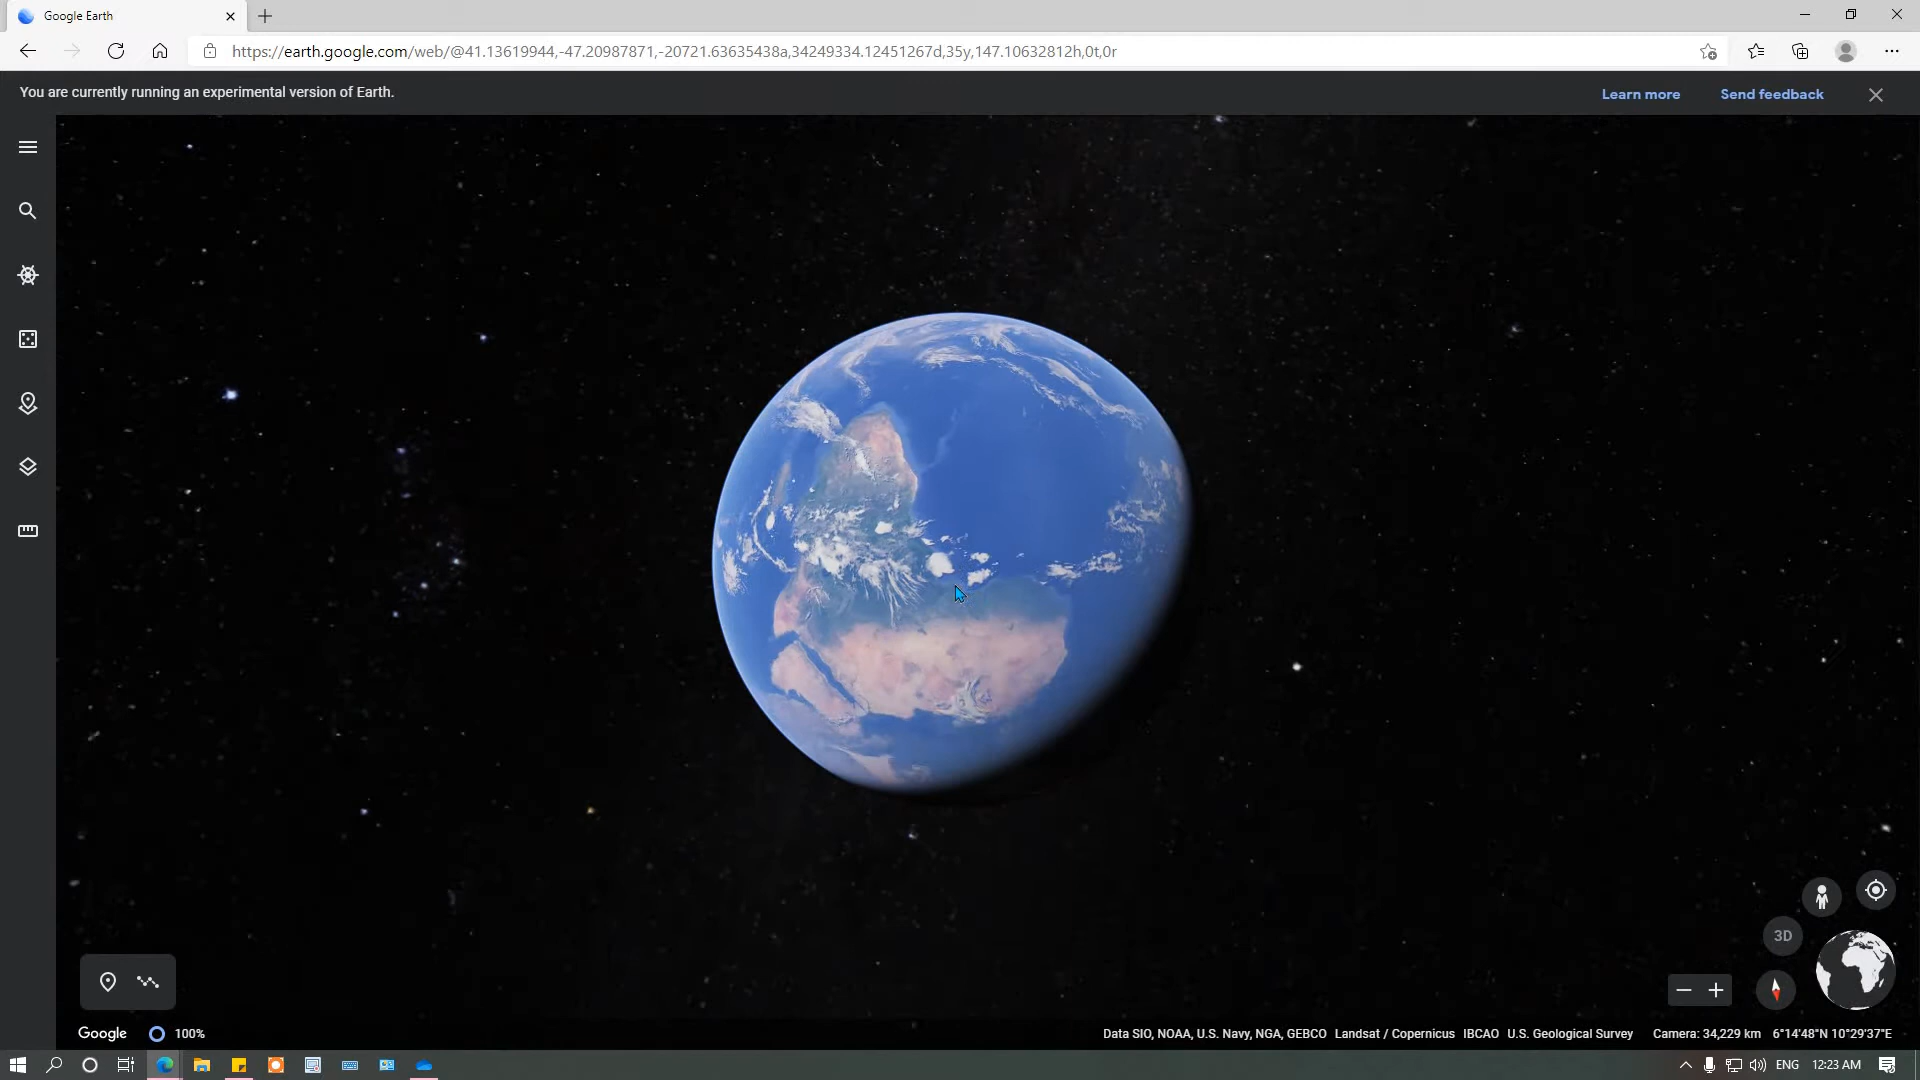 Google Earth
https://earth.google.com/web/@41.13619944,-47.20987871,-20721.63635438a,34249334.12451267d,35y,147.10632812h,0t,0r
You are currently running an experimental version of Earth.
Learn more
Send feedback
3D
Google
100%
Data SIO, NOAA, U.S. Navy, NGA, GEBCO Landsat / Copernicus IBCAO U.S. Geological Survey Camera: 34,229 km 6°14'48"N 10°29'37"E
ENG
12:23 AM